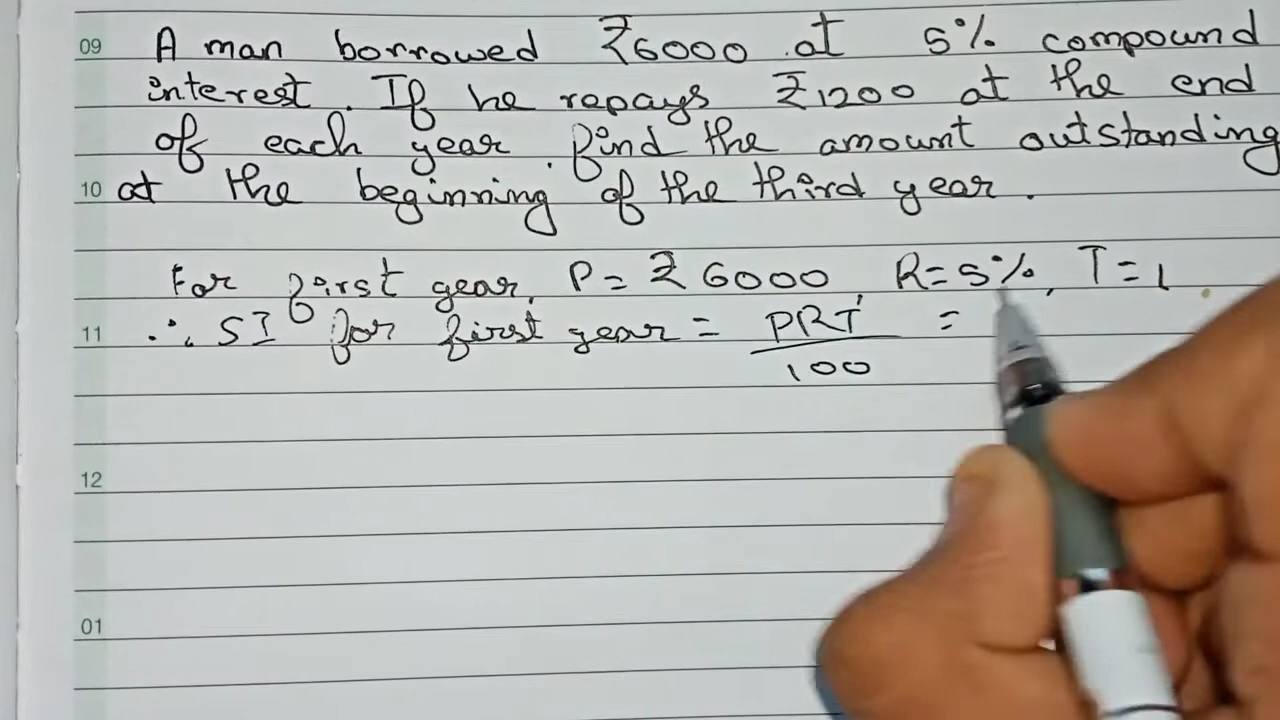 09 A man borrowed ₹6000 at 5% compound
interest. If he repays ₹1200 at the end
of each year. Find the amount outstanding
10 at the beginning of the third year.
For first year, P = ₹6000, R=5%, T=1
11 ∴ SI for first year = PRT =
100
12
01